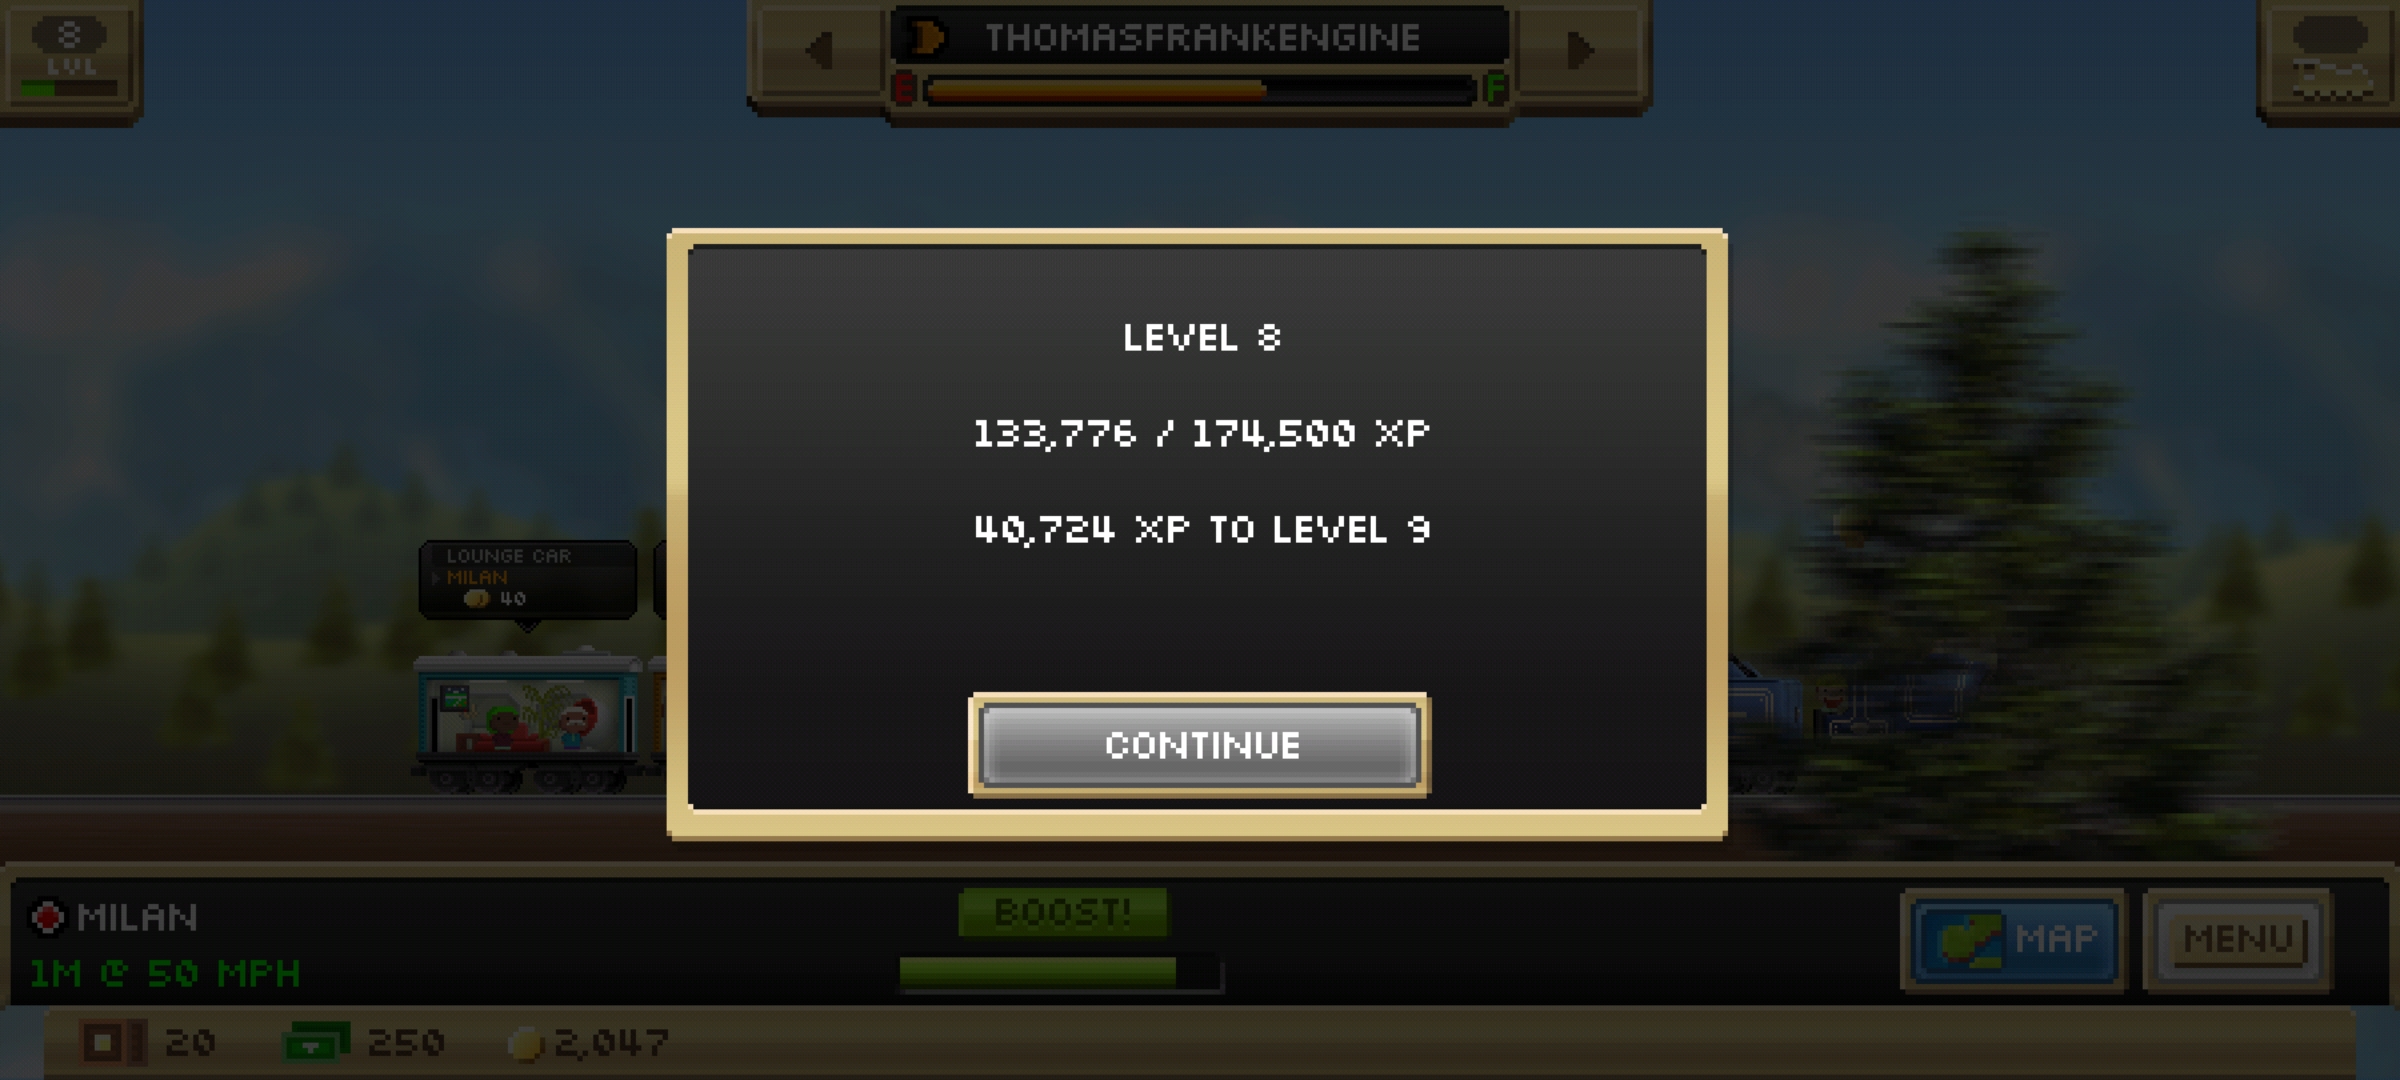 8
LVL
THOMASFRANKENGINE
E
F
LEVEL 8
133,776 / 174,500 XP
40,724 XP TO LEVEL 9
CONTINUE
LOUNGE CAR
MILAN
40
MILAN
1M @ 50 MPH
BOOST!
MAP
MENU
20
250
2,047